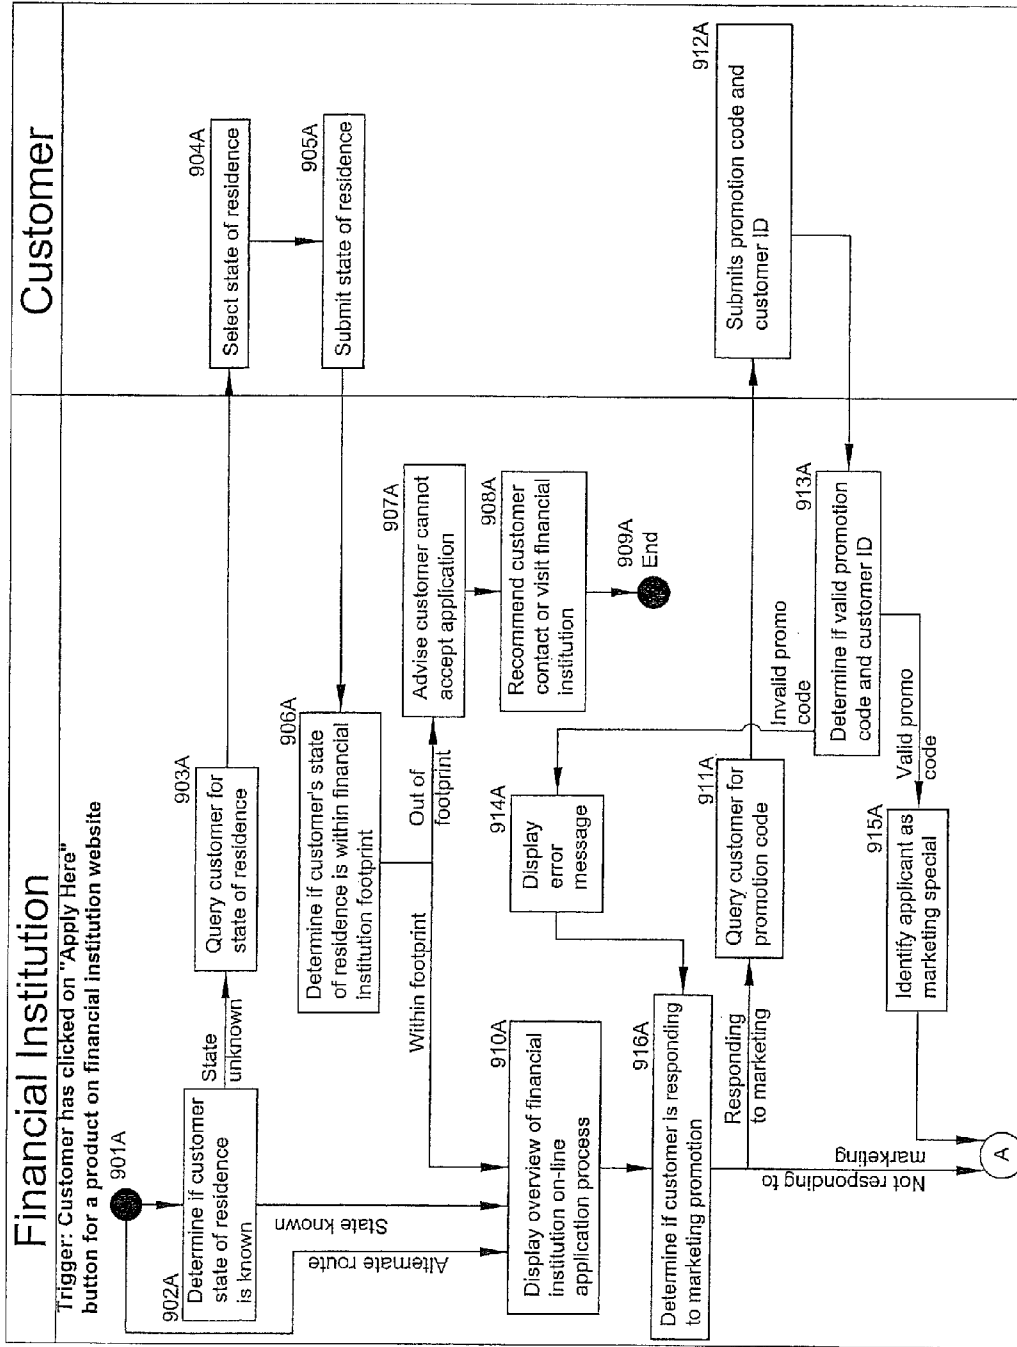 Financial Institution
Customer
Trigger: Customer has clicked on "Apply Here"
button for a product on financial institution website
901A
902A
Determine if customer
state of residence
is known
State
unknown
903A
Query customer for
state of residence
904A
Select state of residence
905A
Submit state of residence
906A
Determine if customer's state
of residence is within financial
institution footprint
Within footprint
Out of
footprint
907A
Advise customer cannot
accept application
908A
Recommend customer
contact or visit financial
institution
909A
End
State known
Alternate route
910A
Display overview of financial
institution on-line
application process
914A
Display
error
message
916A
Determine if customer is responding
to marketing promotion
Responding
to marketing
911A
Query customer for
promotion code
912A
Submits promotion code and
customer ID
Invalid promo
code
913A
Determine if valid promotion
code and customer ID
Valid promo
code
915A
Identify applicant as
marketing special
Not responding to
marketing
A